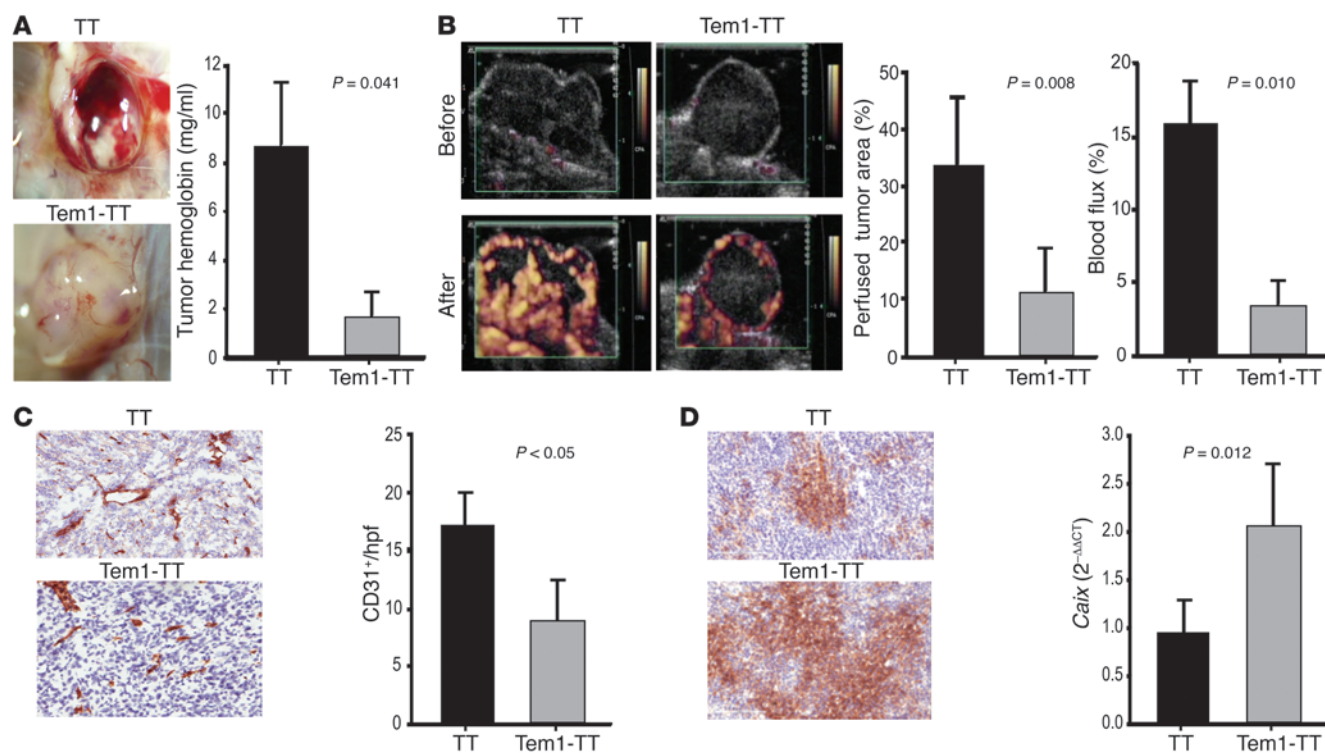 A
TT
Tem1-TT
Tumor hemoglobin (mg/ml)
12
10
8
6
4
2
0
P = 0.041
TT
Tem1-TT
B
TT
Tem1-TT
Before
After
Perfused tumor area (%)
50
40
30
20
10
0
P = 0.008
TT
Tem1-TT
Blood flux (%)
20
15
10
5
0
P = 0.010
TT
Tem1-TT
C
TT
Tem1-TT
CD31⁺/hpf
25
20
15
10
5
0
P < 0.05
TT
Tem1-TT
D
TT
Tem1-TT
Caix (2⁻ΔΔCT)
3.0
2.5
2.0
1.5
1.0
0.5
0.0
P = 0.012
TT
Tem1-TT